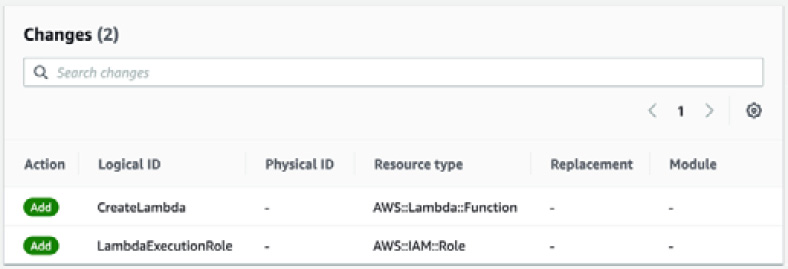 Changes (2)
Search changes
1
Action Logical ID Physical ID Resource type Replacement Module
Add CreateLambda - AWS::Lambda::Function - -
Add LambdaExecutionRole - AWS::IAM::Role - -